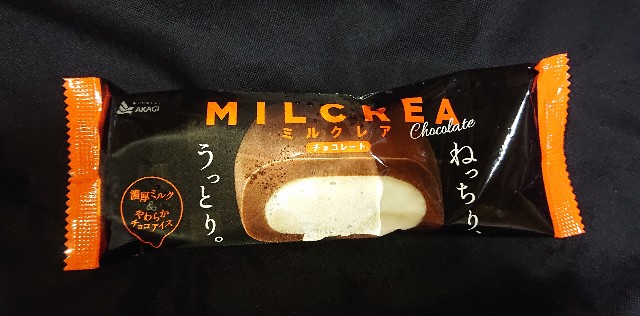 AKAGI
MILCREA
Chocolate
ミルクレア
チョコレート
ねっちり、
うっとり。
濃厚ミルク
&
やわらか
チョコアイス